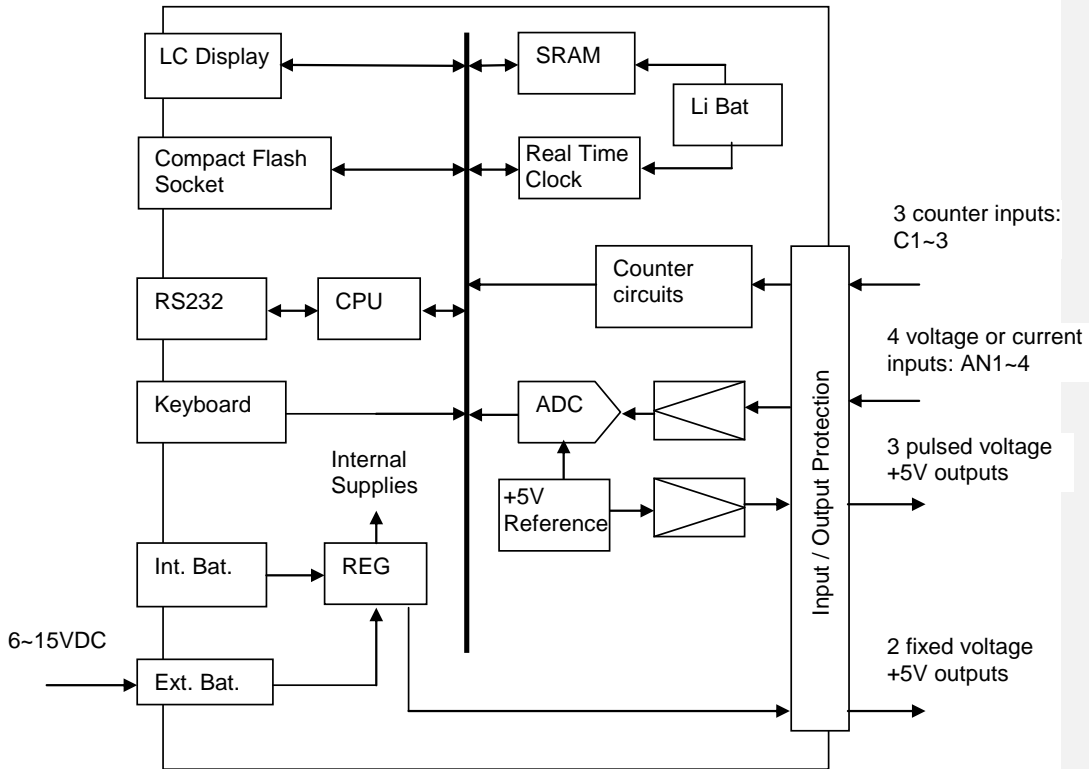 LC Display
SRAM
Li Bat
Compact Flash
Socket
Real Time
Clock
3 counter inputs:
C1~3
RS232
CPU
Counter
circuits
4 voltage or current
inputs: AN1~4
Keyboard
ADC
3 pulsed voltage
+5V outputs
Internal
Supplies
+5V
Reference
Input / Output Protection
Int. Bat.
REG
6~15VDC
Ext. Bat.
2 fixed voltage
+5V outputs